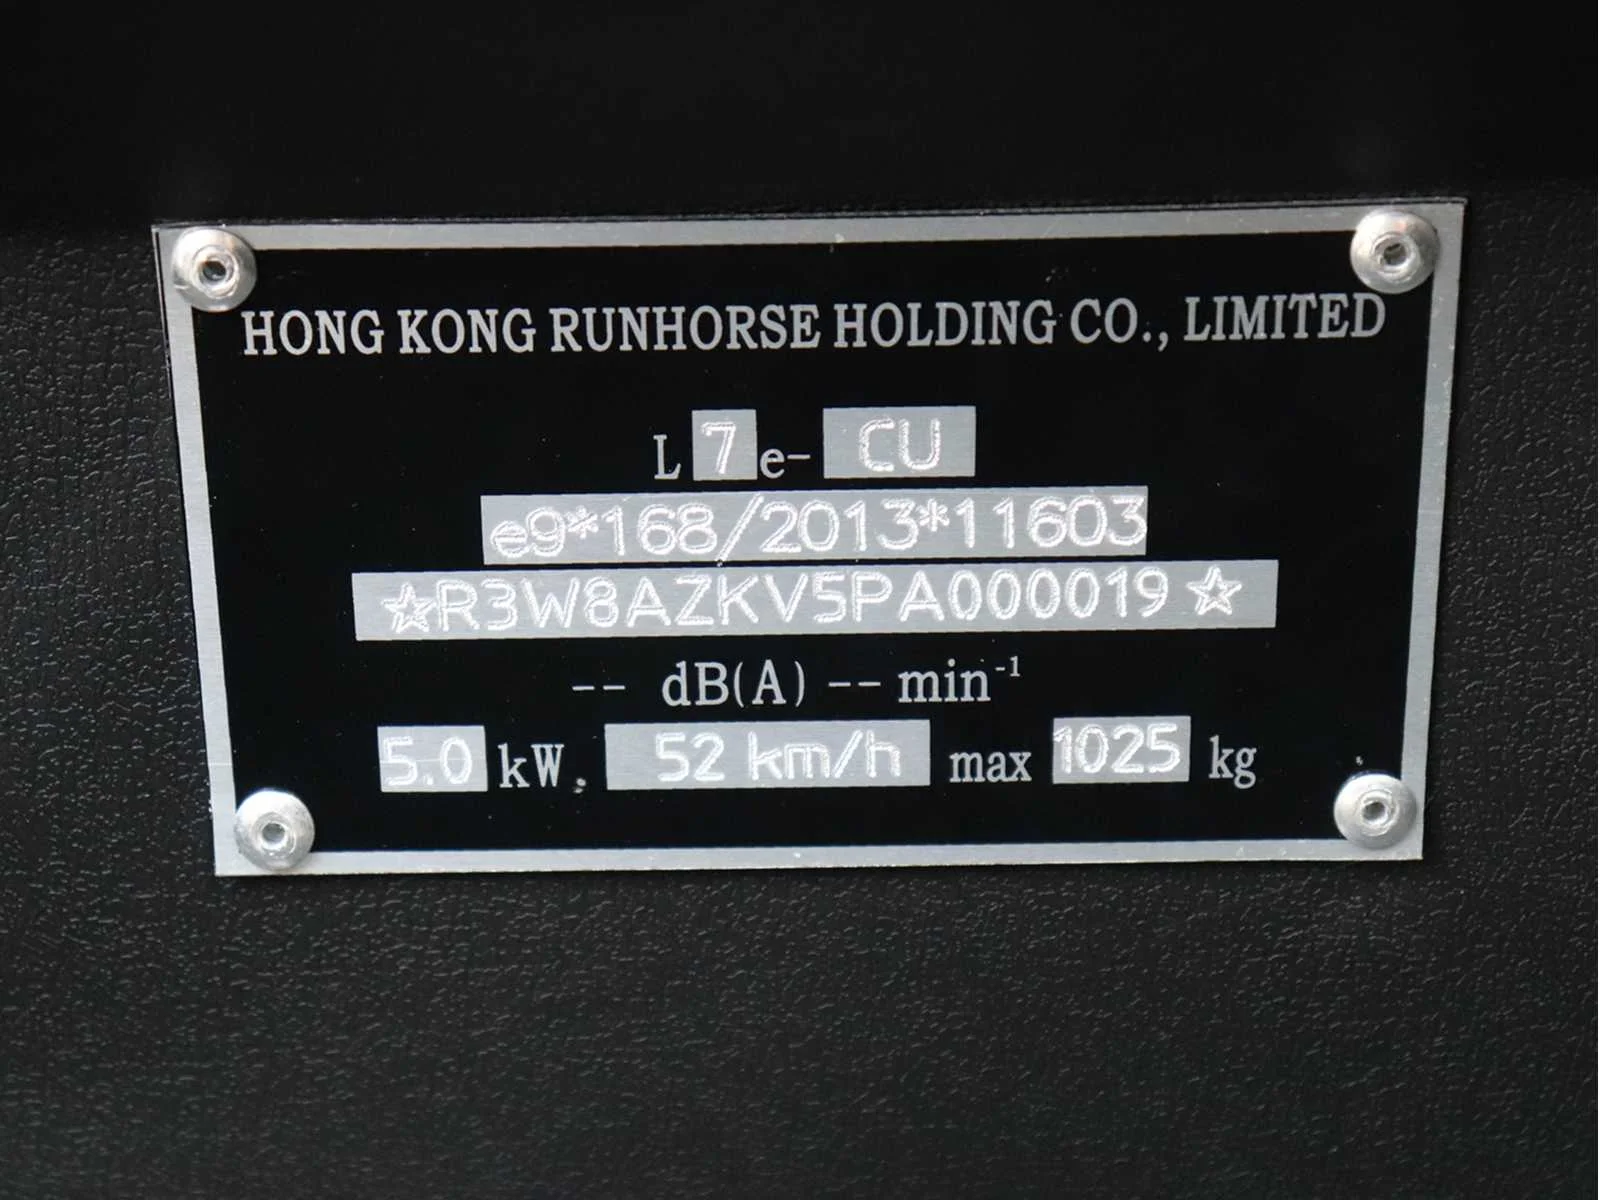 HONG KONG RUNHORSE HOLDING CO., LIMITED
L 7 e- CU
e9*168/2013*11603
☆R3W8AZKV5PA000019☆
-- dB(A) -- min⁻¹
5.0 kW, 52 km/h max 1025 kg